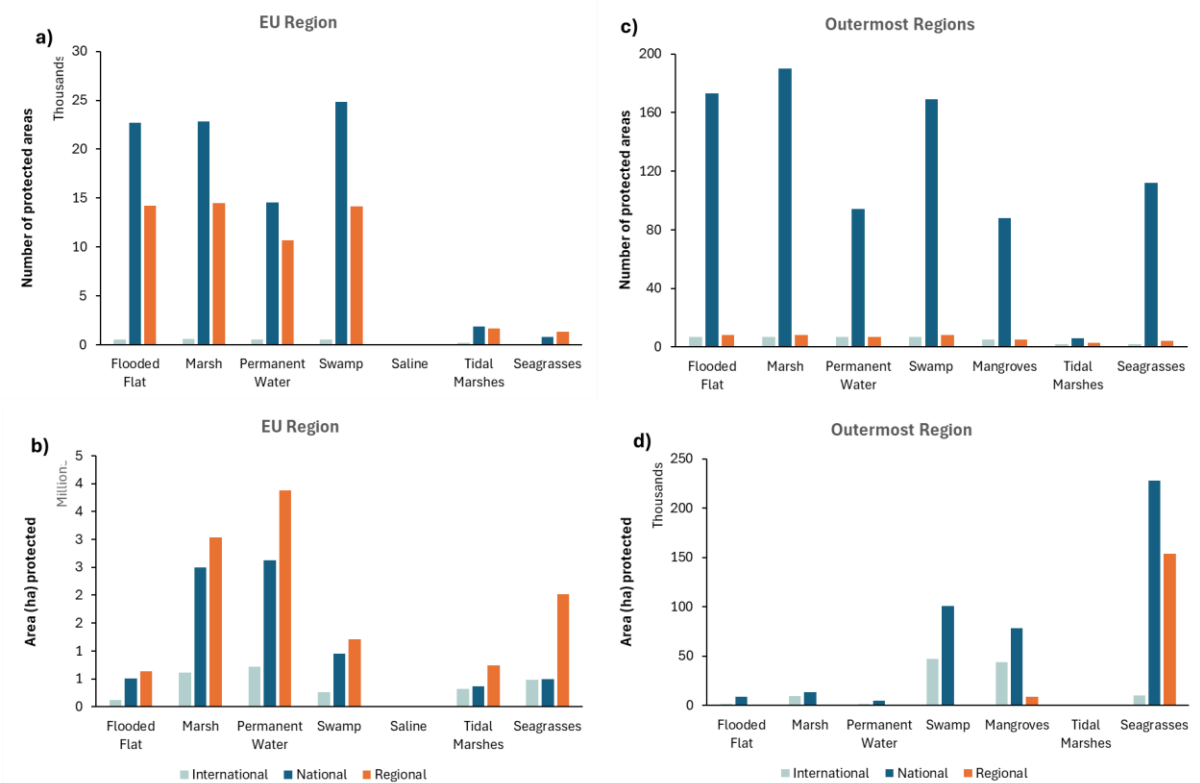 a)
EU Region
Number of protected areas
Thousands
30
25
20
15
10
5
0
Flooded Flat
Marsh
Permanent Water
Swamp
Saline
Tidal Marshes
Seagrasses
c)
Outermost Regions
Number of protected areas
200
160
120
80
40
0
Flooded Flat
Marsh
Permanent Water
Swamp
Mangroves
Tidal Marshes
Seagrasses
b)
EU Region
Area (ha) protected
Million
5
4
4
3
3
2
2
1
1
0
Flooded Flat
Marsh
Permanent Water
Swamp
Saline
Tidal Marshes
Seagrasses
International National Regional
d)
Outermost Region
Area (ha) protected
Thousands
250
200
150
100
50
0
Flooded Flat
Marsh
Permanent Water
Swamp
Mangroves
Tidal Marshes
Seagrasses
International National Regional